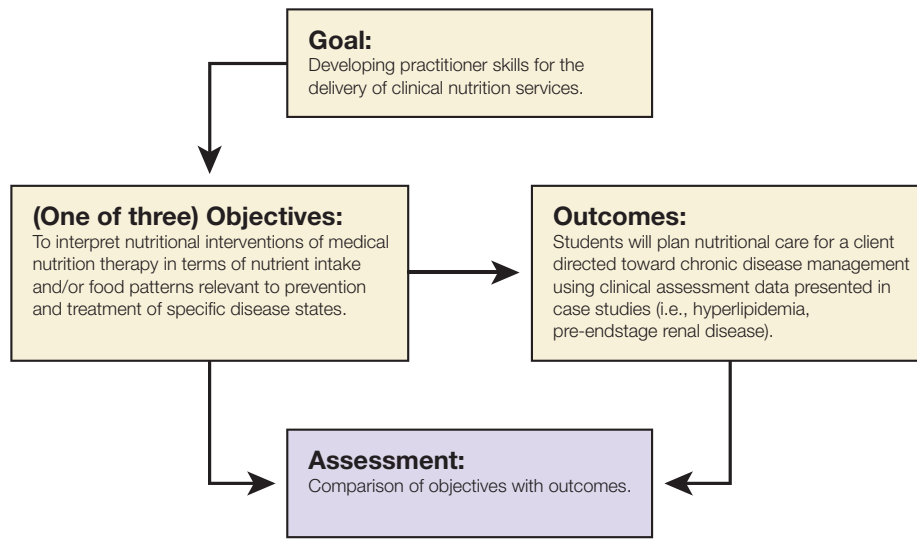 Goal:
Developing practitioner skills for the
delivery of clinical nutrition services.
(One of three) Objectives:
To interpret nutritional interventions of medical
nutrition therapy in terms of nutrient intake
and/or food patterns relevant to prevention
and treatment of specific disease states.
Outcomes:
Students will plan nutritional care for a client
directed toward chronic disease management
using clinical assessment data presented in
case studies (i.e., hyperlipidemia,
pre-endstage renal disease).
Assessment:
Comparison of objectives with outcomes.